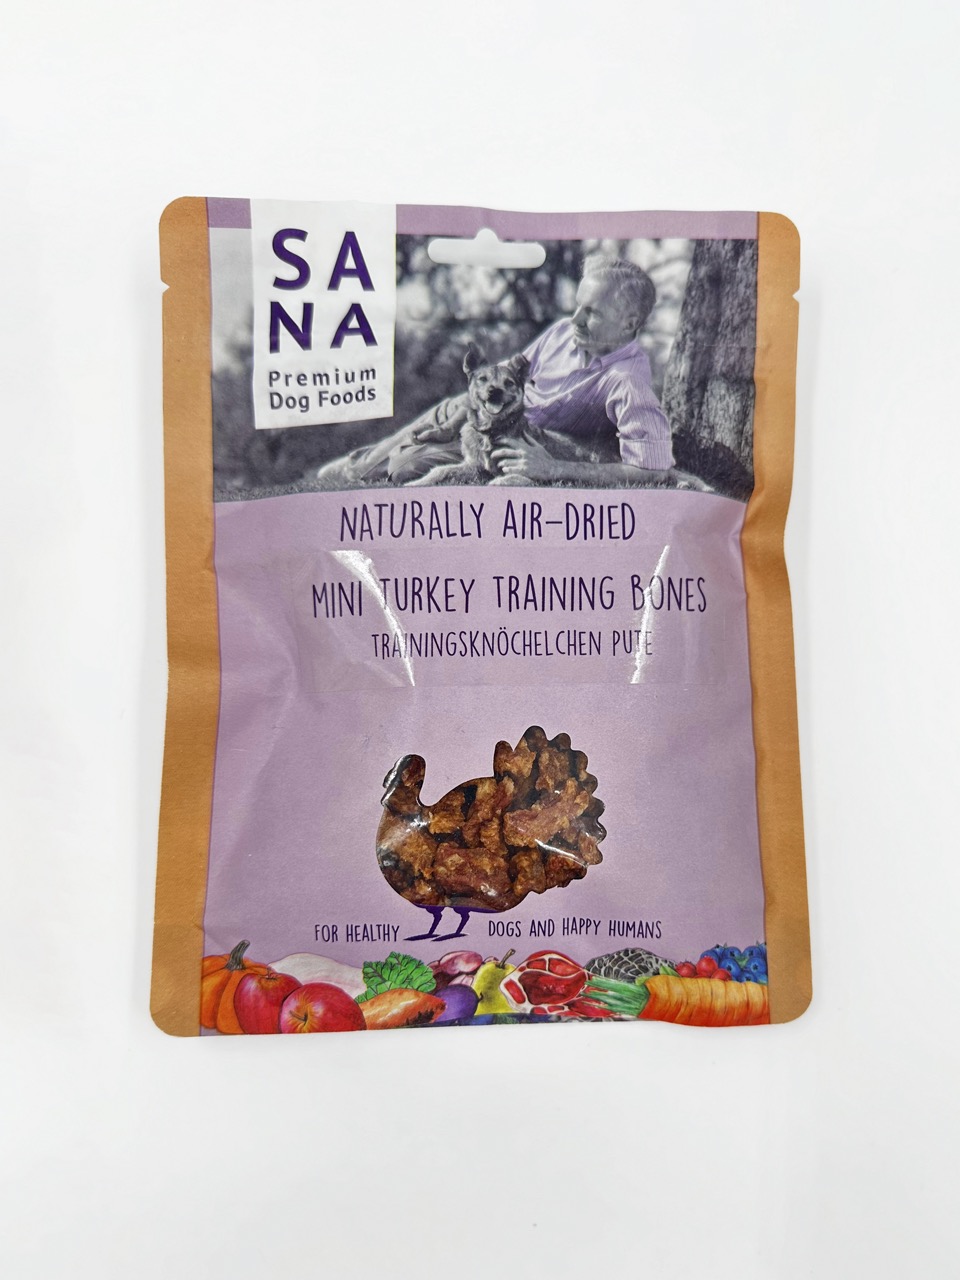 SA
NA
Premium
Dog Foods
NATURALLY AIR-DRIED
MINI TURKEY TRAINING BONES
TRAININGSKNÖCHELCHEN PUTE
FOR HEALTHY DOGS AND HAPPY HUMANS